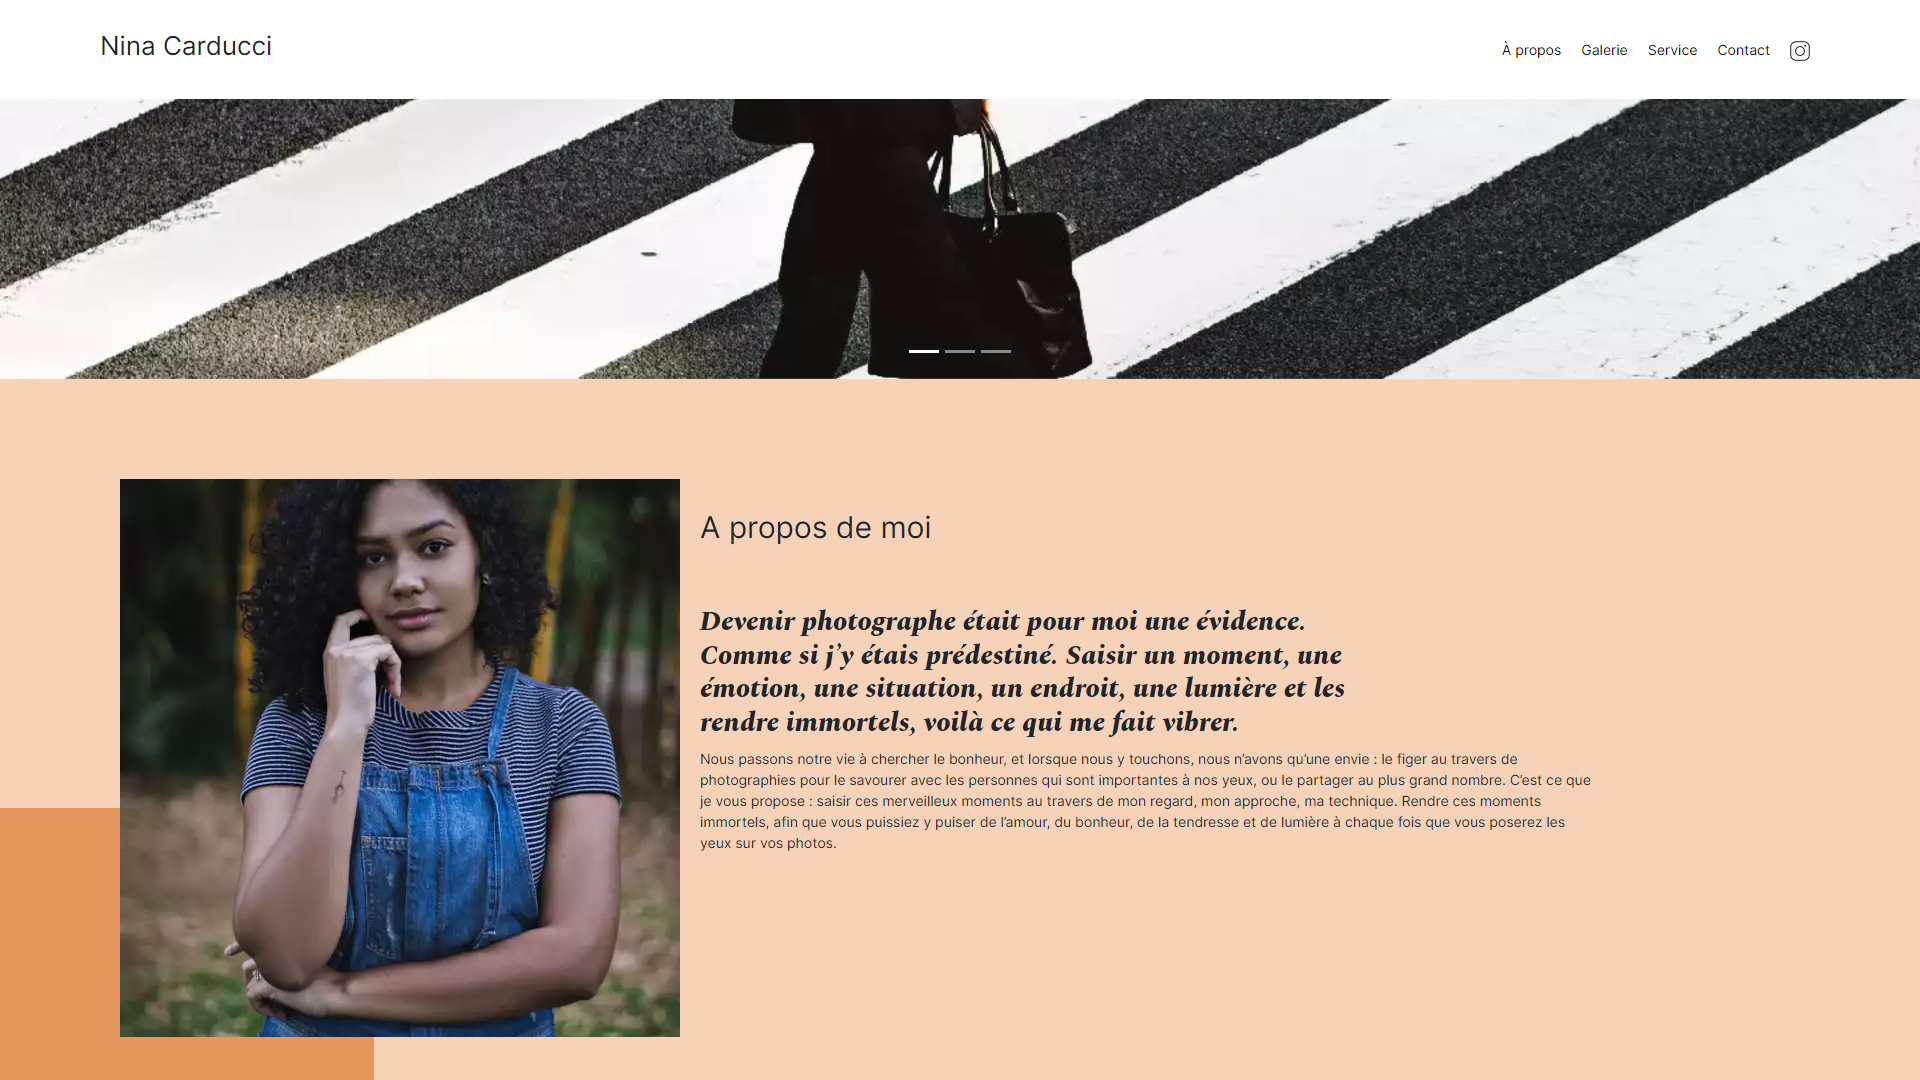 Nina Carducci
À propos Galerie Service Contact
A propos de moi
Devenir photographe était pour moi une évidence.
Comme si j’y étais prédestiné. Saisir un moment, une
émotion, une situation, un endroit, une lumière et les
rendre immortels, voilà ce qui me fait vibrer.
Nous passons notre vie à chercher le bonheur, et lorsque nous y touchons, nous n’avons qu’une envie : le figer au travers de
photographies pour le savourer avec les personnes qui sont importantes à nos yeux, ou le partager au plus grand nombre. C’est ce que
je vous propose : saisir ces merveilleux moments au travers de mon regard, mon approche, ma technique. Rendre ces moments
immortels, afin que vous puissiez y puiser de l’amour, du bonheur, de la tendresse et de lumière à chaque fois que vous poserez les
yeux sur vos photos.